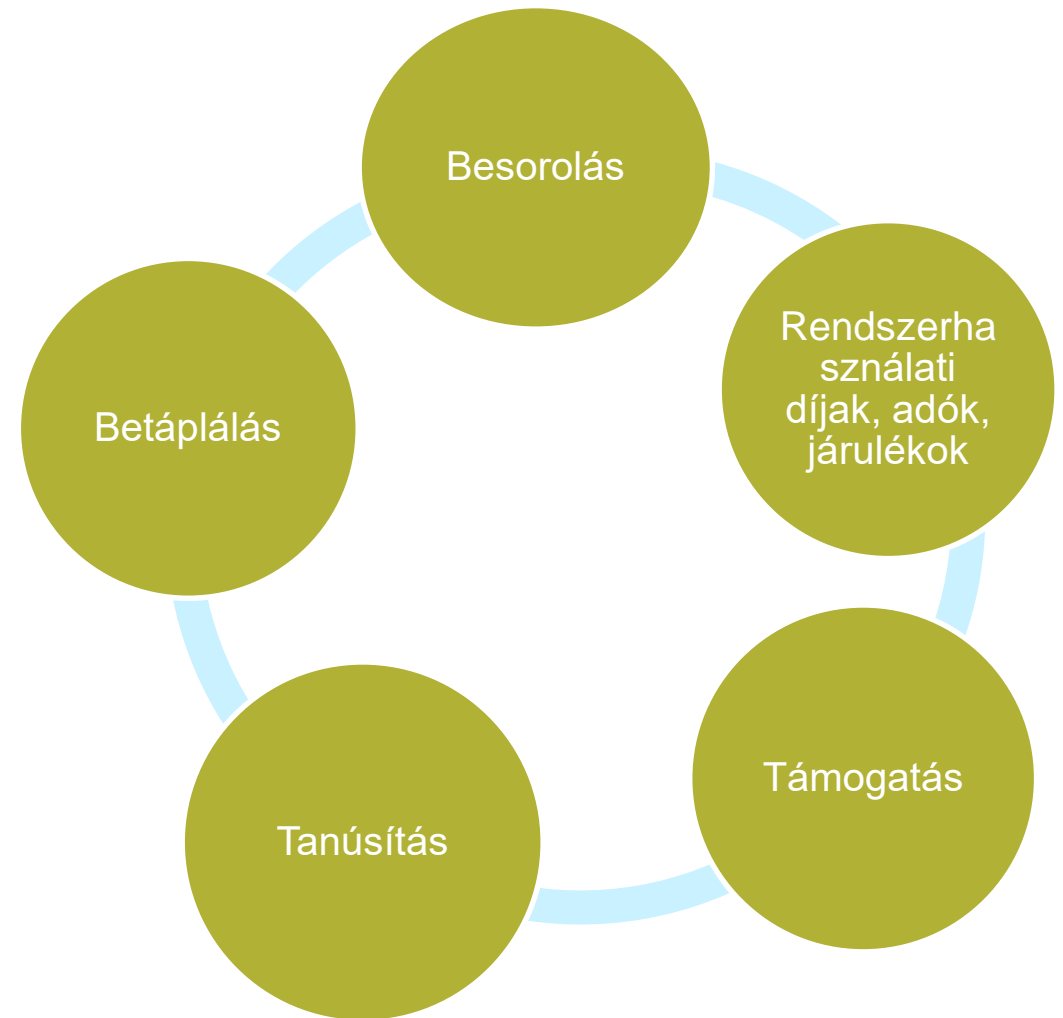 Besorolás
Rendszerha
sználati
díjak, adók,
járulékok
Támogatás
Tanúsítás
Betáplálás